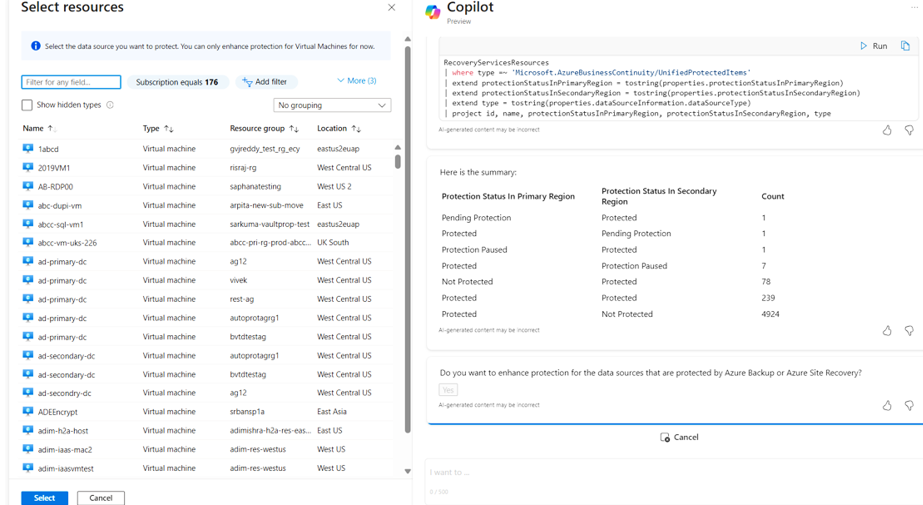 Select resources
Select the data source you want to protect. You can only enhance protection for Virtual Machines for now.
Filter for any field...
Subscription equals 176
Add filter
More (3)
Show hidden types
No grouping
Name Type Resource group Location
1abcd Virtual machine gvjreddy_test_rg_ecy eastus2euap
2019VM1 Virtual machine risraj-rg West Central US
AB-RDP00 Virtual machine saphanatesting West US 2
abc-dupi-vm Virtual machine arpita-new-sub-move East US
abcc-sql-vm1 Virtual machine sarkuma-vaultprop-test eastus2euap
abcc-vm-uks-226 Virtual machine abcc-pri-rg-prod-abcc... UK South
ad-primary-dc Virtual machine ag12 West Central US
ad-primary-dc Virtual machine vivek West Central US
ad-primary-dc Virtual machine rest-ag West Central US
ad-primary-dc Virtual machine autoprotagrg1 West Central US
ad-primary-dc Virtual machine bvtdtestag West Central US
ad-secondary-dc Virtual machine autoprotagrg1 West Central US
ad-secondary-dc Virtual machine bvtdtestag West Central US
ad-secondry-dc Virtual machine ag12 West Central US
ADEEncrypt Virtual machine srbansp1a East Asia
adim-h2a-host Virtual machine adimishra-h2a-res-eas... East US
adim-iaas-mac2 Virtual machine adim-res-westus West US
adim-iaasvmtest Virtual machine adim-res-westus West US
Select
Cancel
Copilot
Preview
Run
RecoveryServicesResources
| where type =~ 'Microsoft.AzureBusinessContinuity/UnifiedProtectedItems'
| extend protectionStatusInPrimaryRegion = tostring(properties.protectionStatusInPrimaryRegion)
| extend protectionStatusInSecondaryRegion = tostring(properties.protectionStatusInSecondaryRegion)
| extend type = tostring(properties.dataSourceInformation.dataSourceType)
| project id, name, protectionStatusInPrimaryRegion, protectionStatusInSecondaryRegion, type
AI-generated content may be incorrect
Here is the summary:
Protection Status In Primary Region Protection Status In Secondary Region Count
Pending Protection Protected 1
Protected Pending Protection 1
Protection Paused Protected 1
Protected Protection Paused 7
Not Protected Protected 78
Protected Protected 239
Protected Not Protected 4924
AI-generated content may be incorrect
Do you want to enhance protection for the data sources that are protected by Azure Backup or Azure Site Recovery?
Yes
AI-generated content may be incorrect
Cancel
I want to ...
0 / 500